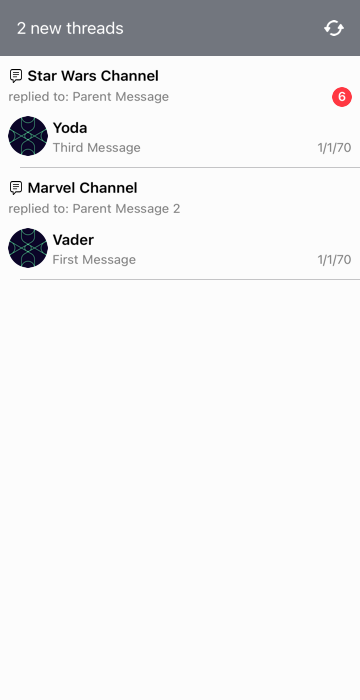 2 new threads
Star Wars Channel
replied to: Parent Message
6
Yoda
Third Message
1/1/70
Marvel Channel
replied to: Parent Message 2
Vader
First Message
1/1/70